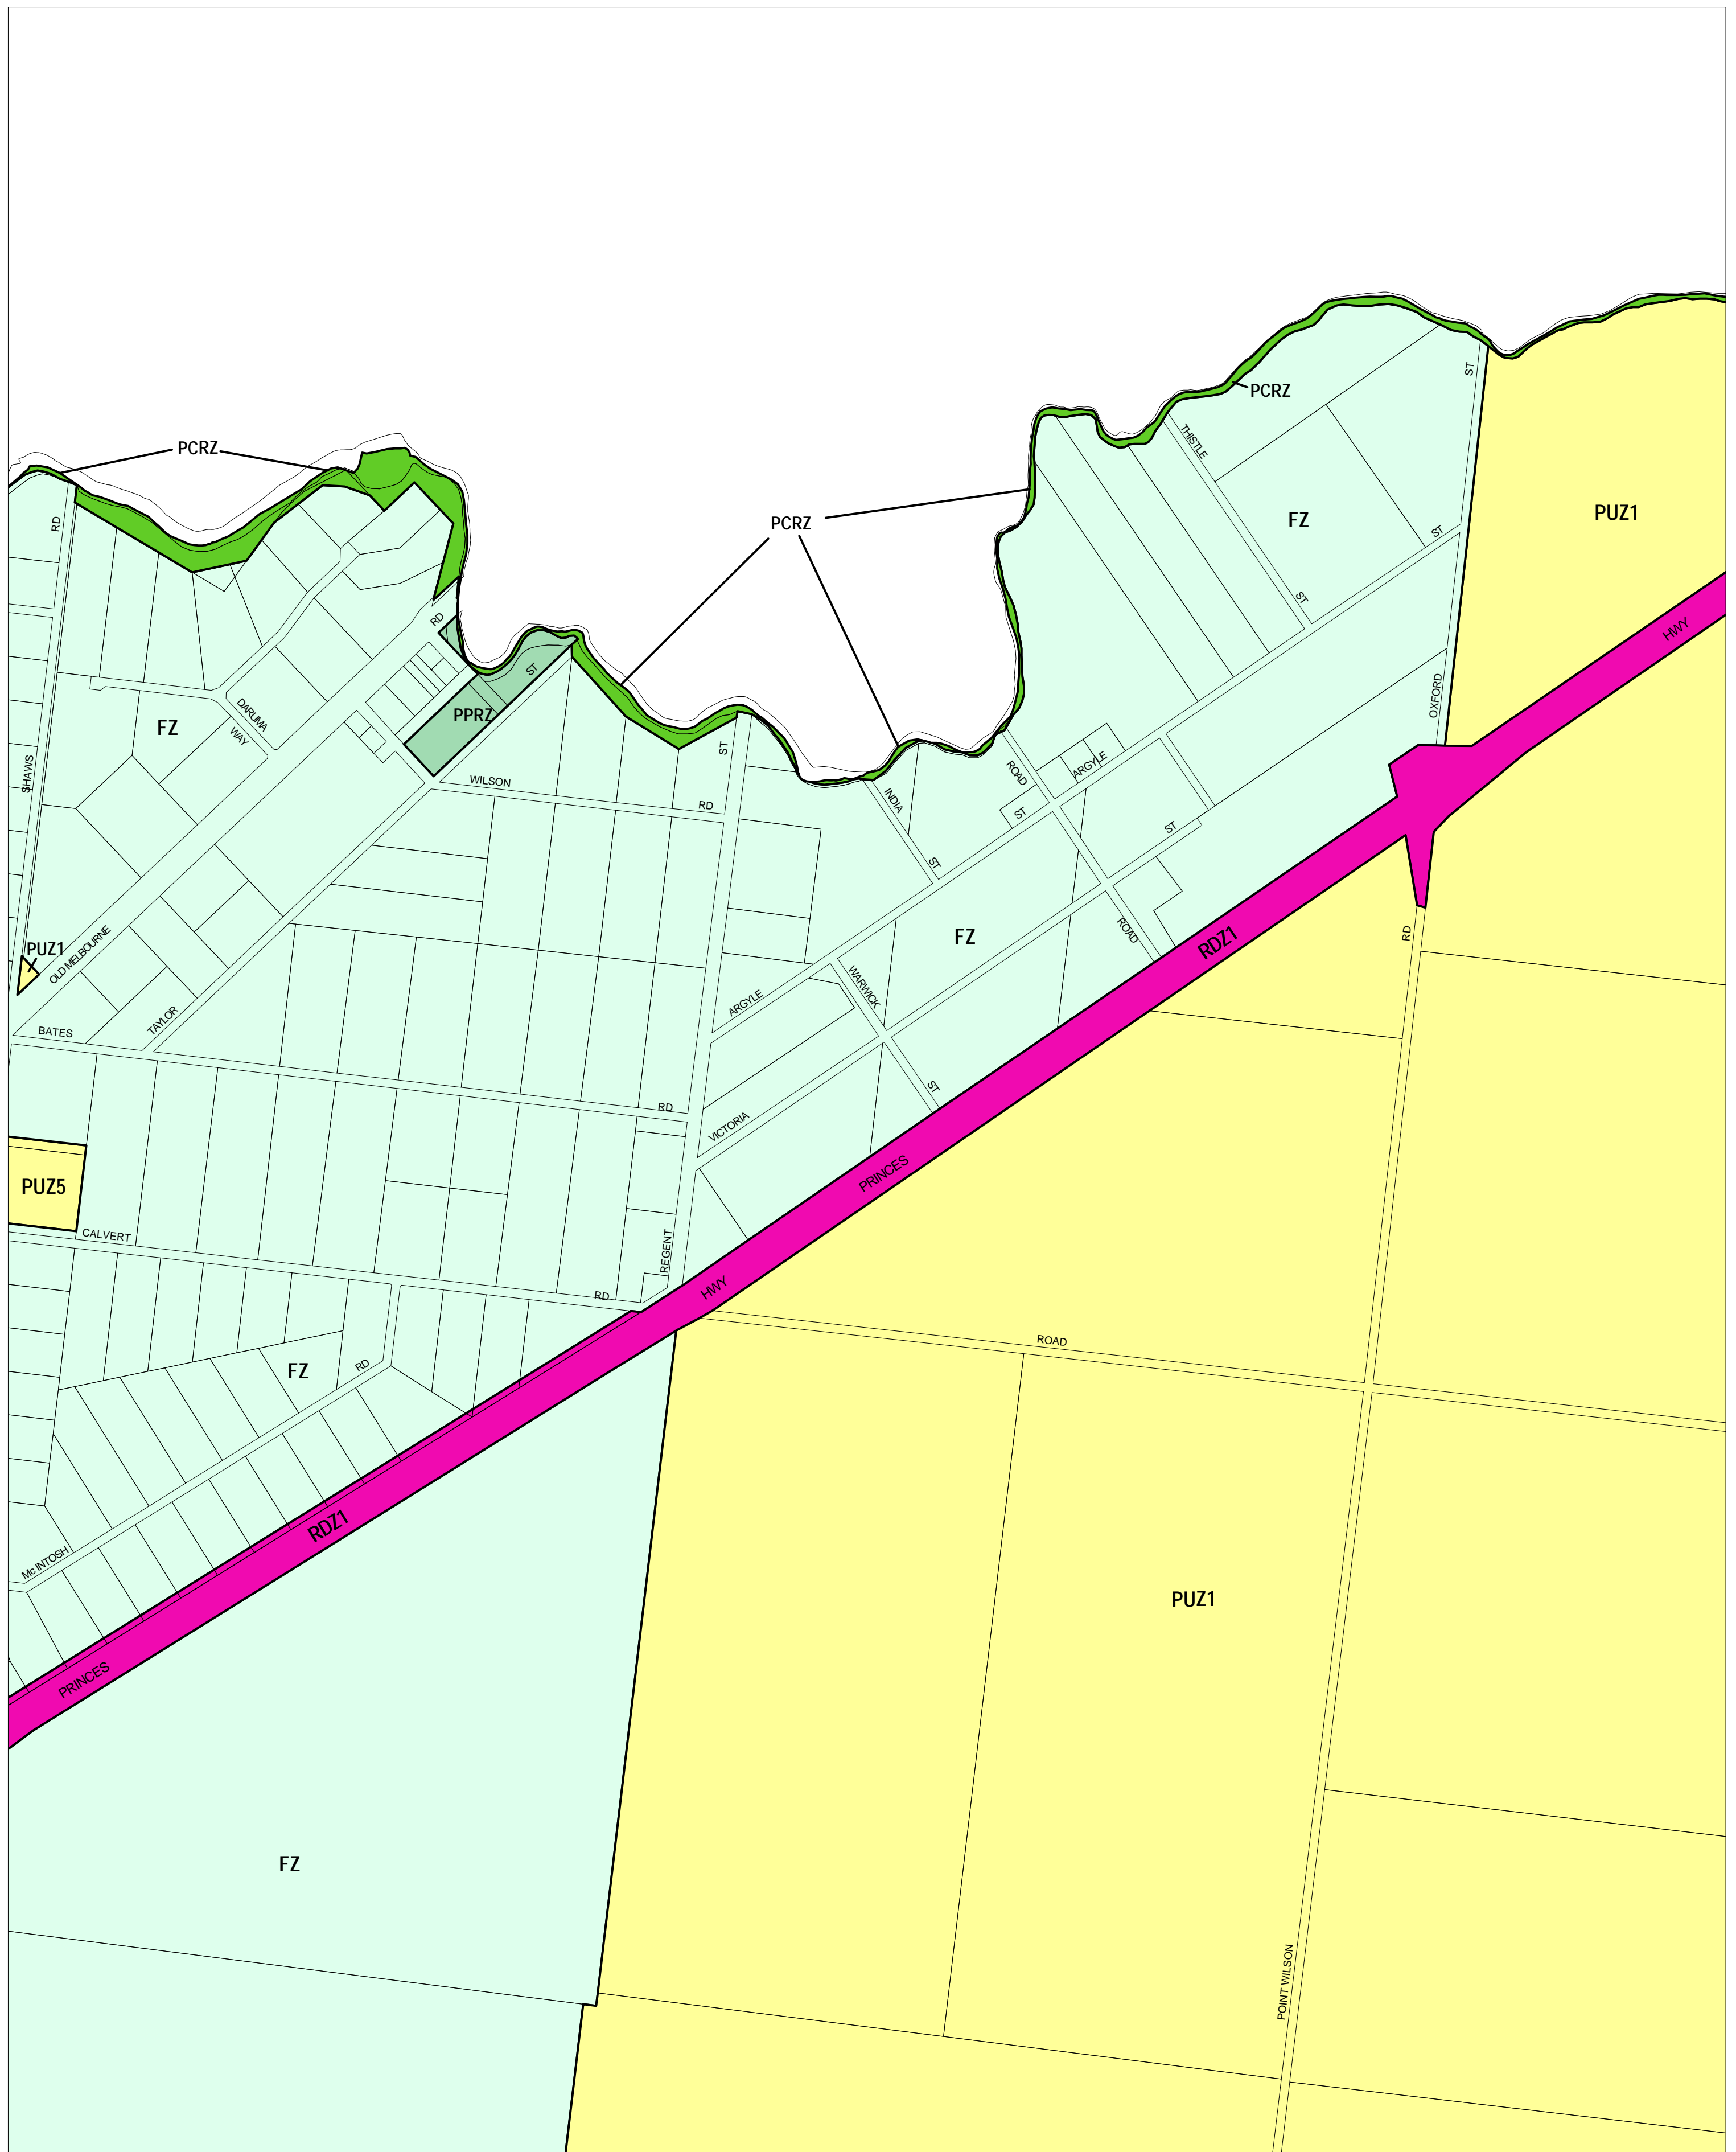 ST
PCRZ
THISTLE
PCRZ
FZ
PUZ1
RD
PCRZ
ST
ST
RD
HWY
ST
OXFORD
PPRZ
DARUMA
FZ
WAY
ST
ROAD
ARGYLE
SHAWS
WILSON
RD
INDIA
ST
ST
ST
PUZ1
OLD MELBOURNE
FZ
ROAD
RDZ1
RD
WARWICK
ARGYLE
TAYLOR
BATES
ST
RD
VICTORIA
PRINCES
PUZ5
CALVERT
REGENT
HWY
RD
ROAD
FZ
RD
RDZ1
Mc INTOSH
PUZ1
PRINCES
FZ
POINT WILSON